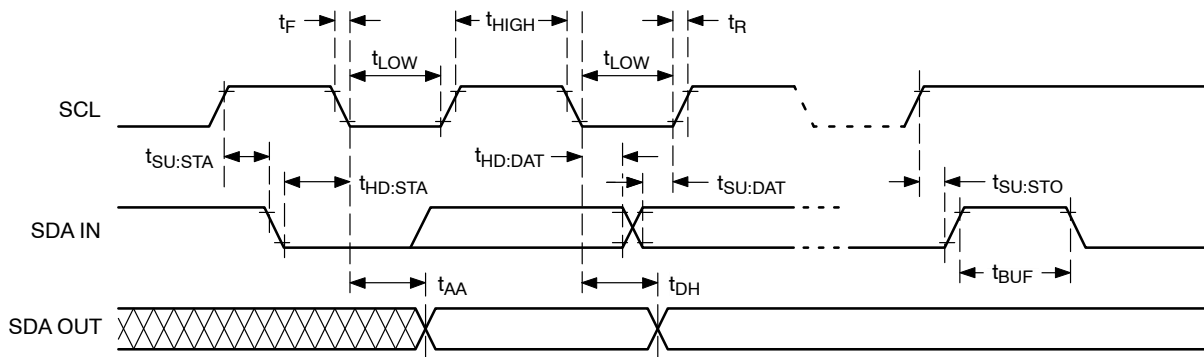 tF
tHIGH
tR
tLOW
tLOW
SCL
tSU:STA
tHD:DAT
tHD:STA
tSU:DAT
tSU:STO
SDA IN
tBUF
tAA
tDH
SDA OUT